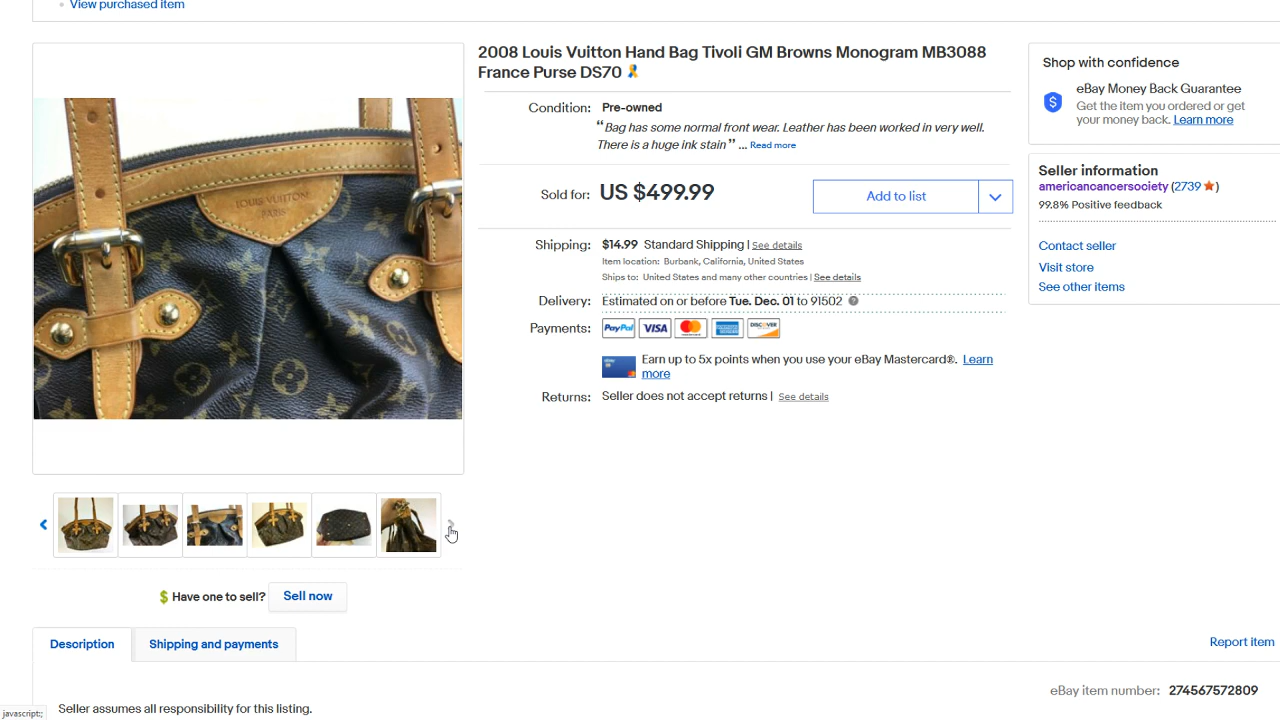 View purchased item
2008 Louis Vuitton Hand Bag Tivoli GM Browns Monogram MB3088
France Purse DS70
Condition: Pre-owned
“Bag has some normal front wear. Leather has been worked in very well.
There is a huge ink stain” ... Read more
Sold for: US $499.99
Add to list
Shipping: $14.99 Standard Shipping | See details
Item location: Burbank, California, United States
Ships to: United States and many other countries | See details
Delivery: Estimated on or before Tue. Dec. 01 to 91502 ?
Payments: PayPal VISA MasterCard AMERICAN EXPRESS DISCOVER
Earn up to 5x points when you use your eBay Mastercard®. Learn
more
Returns: Seller does not accept returns | See details
Shop with confidence
eBay Money Back Guarantee
Get the item you ordered or get
your money back. Learn more
Seller information
americancancersociety (2739)
99.8% Positive feedback
Contact seller
Visit store
See other items
LOUIS VUITTON
PARIS
$ Have one to sell? Sell now
Description
Shipping and payments
Report item
eBay item number: 274567572809
Seller assumes all responsibility for this listing.
javascript:;